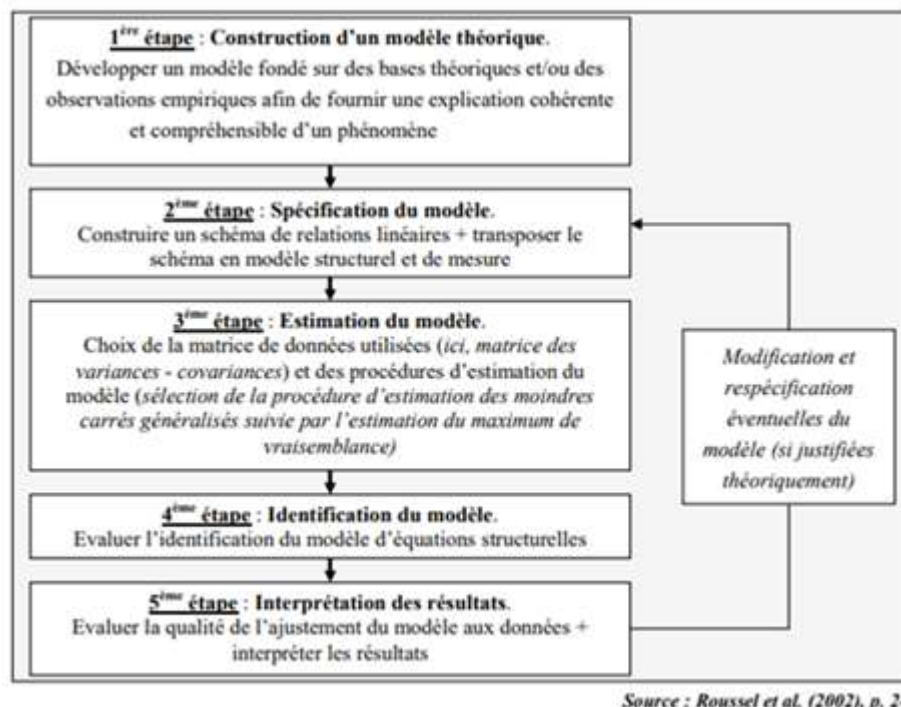 1ère étape : Construction d'un modèle théorique.
Développer un modèle fondé sur des bases théoriques et/ou des
observations empiriques afin de fournir une explication cohérente
et compréhensible d'un phénomène
2ème étape : Spécification du modèle.
Construire un schéma de relations linéaires + transposer le
schéma en modèle structurel et de mesure
3ème étape : Estimation du modèle.
Choix de la matrice de données utilisées (ici, matrice des
variances - covariances) et des procédures d'estimation du
modèle (sélection de la procédure d'estimation des moindres
carrés généralisés suivie par l'estimation du maximum de
vraisemblance)
4ème étape : Identification du modèle.
Evaluer l'identification du modèle d'équations structurelles
5ème étape : Interprétation des résultats.
Evaluer la qualité de l'ajustement du modèle aux données +
interpréter les résultats
Modification et
respécification
éventuelles du
modèle (si justifiées
théoriquement)
Source : Roussel et al. (2002), p.